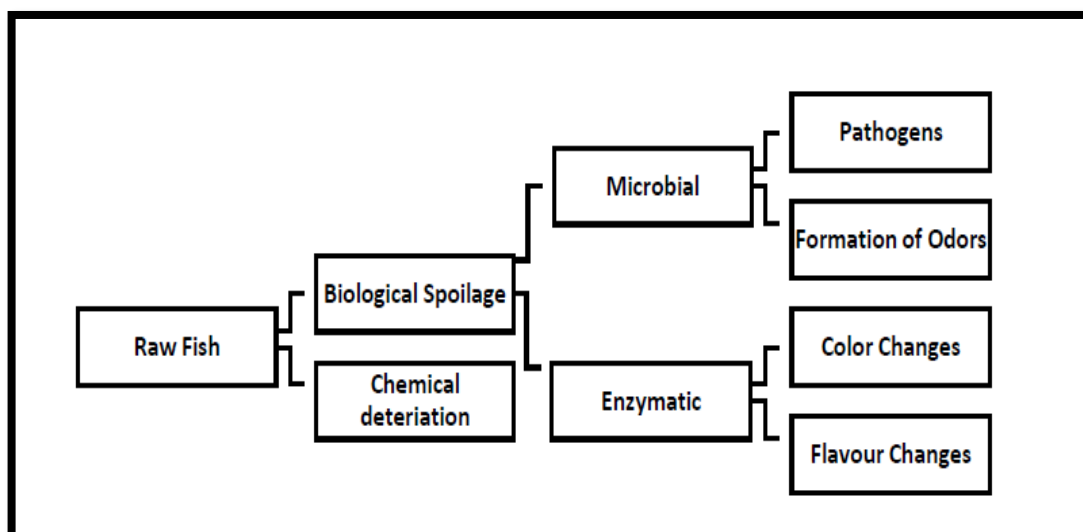 Raw Fish
Biological Spoilage
Chemical
deteriation
Microbial
Enzymatic
Pathogens
Formation of Odors
Color Changes
Flavour Changes